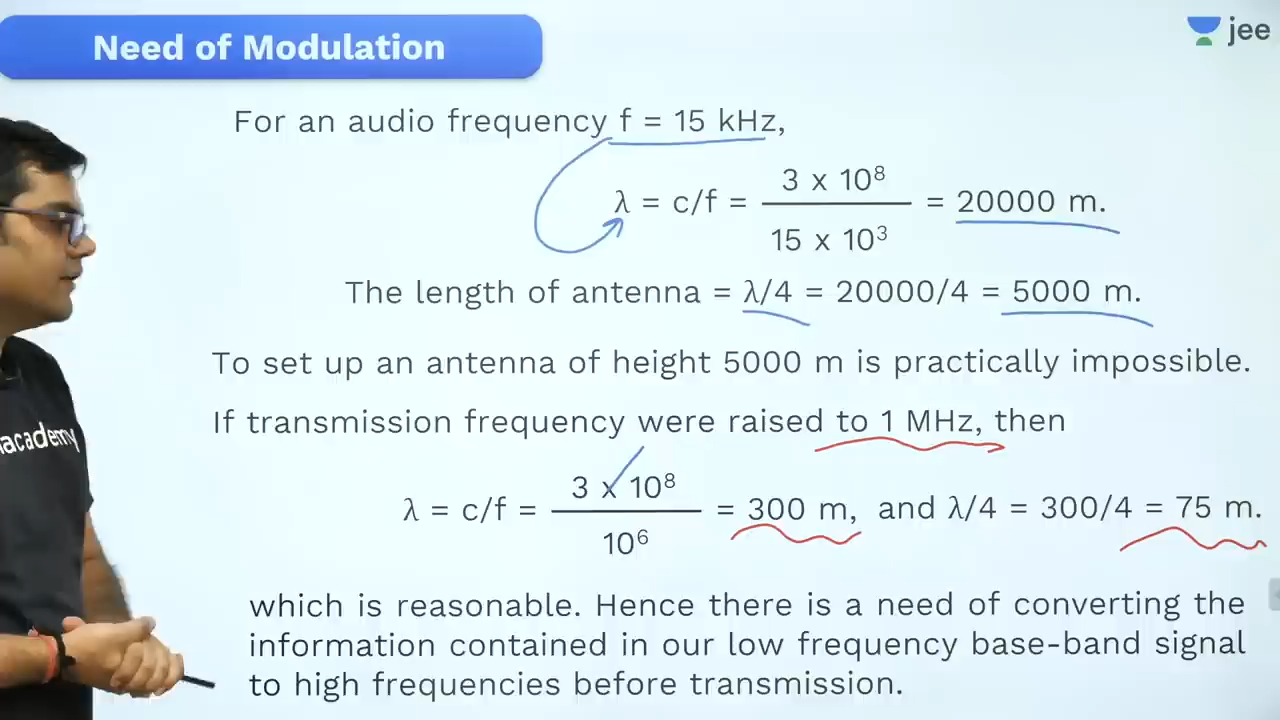 Need of Modulation
jee
For an audio frequency f = 15 kHz,
λ = c/f = 3 x 10⁸ / 15 x 10³ = 20000 m.
The length of antenna = λ/4 = 20000/4 = 5000 m.
To set up an antenna of height 5000 m is practically impossible.
If transmission frequency were raised to 1 MHz, then
λ = c/f = 3 x 10⁸ / 10⁶ = 300 m, and λ/4 = 300/4 = 75 m.
which is reasonable. Hence there is a need of converting the
information contained in our low frequency base-band signal
to high frequencies before transmission.
academy